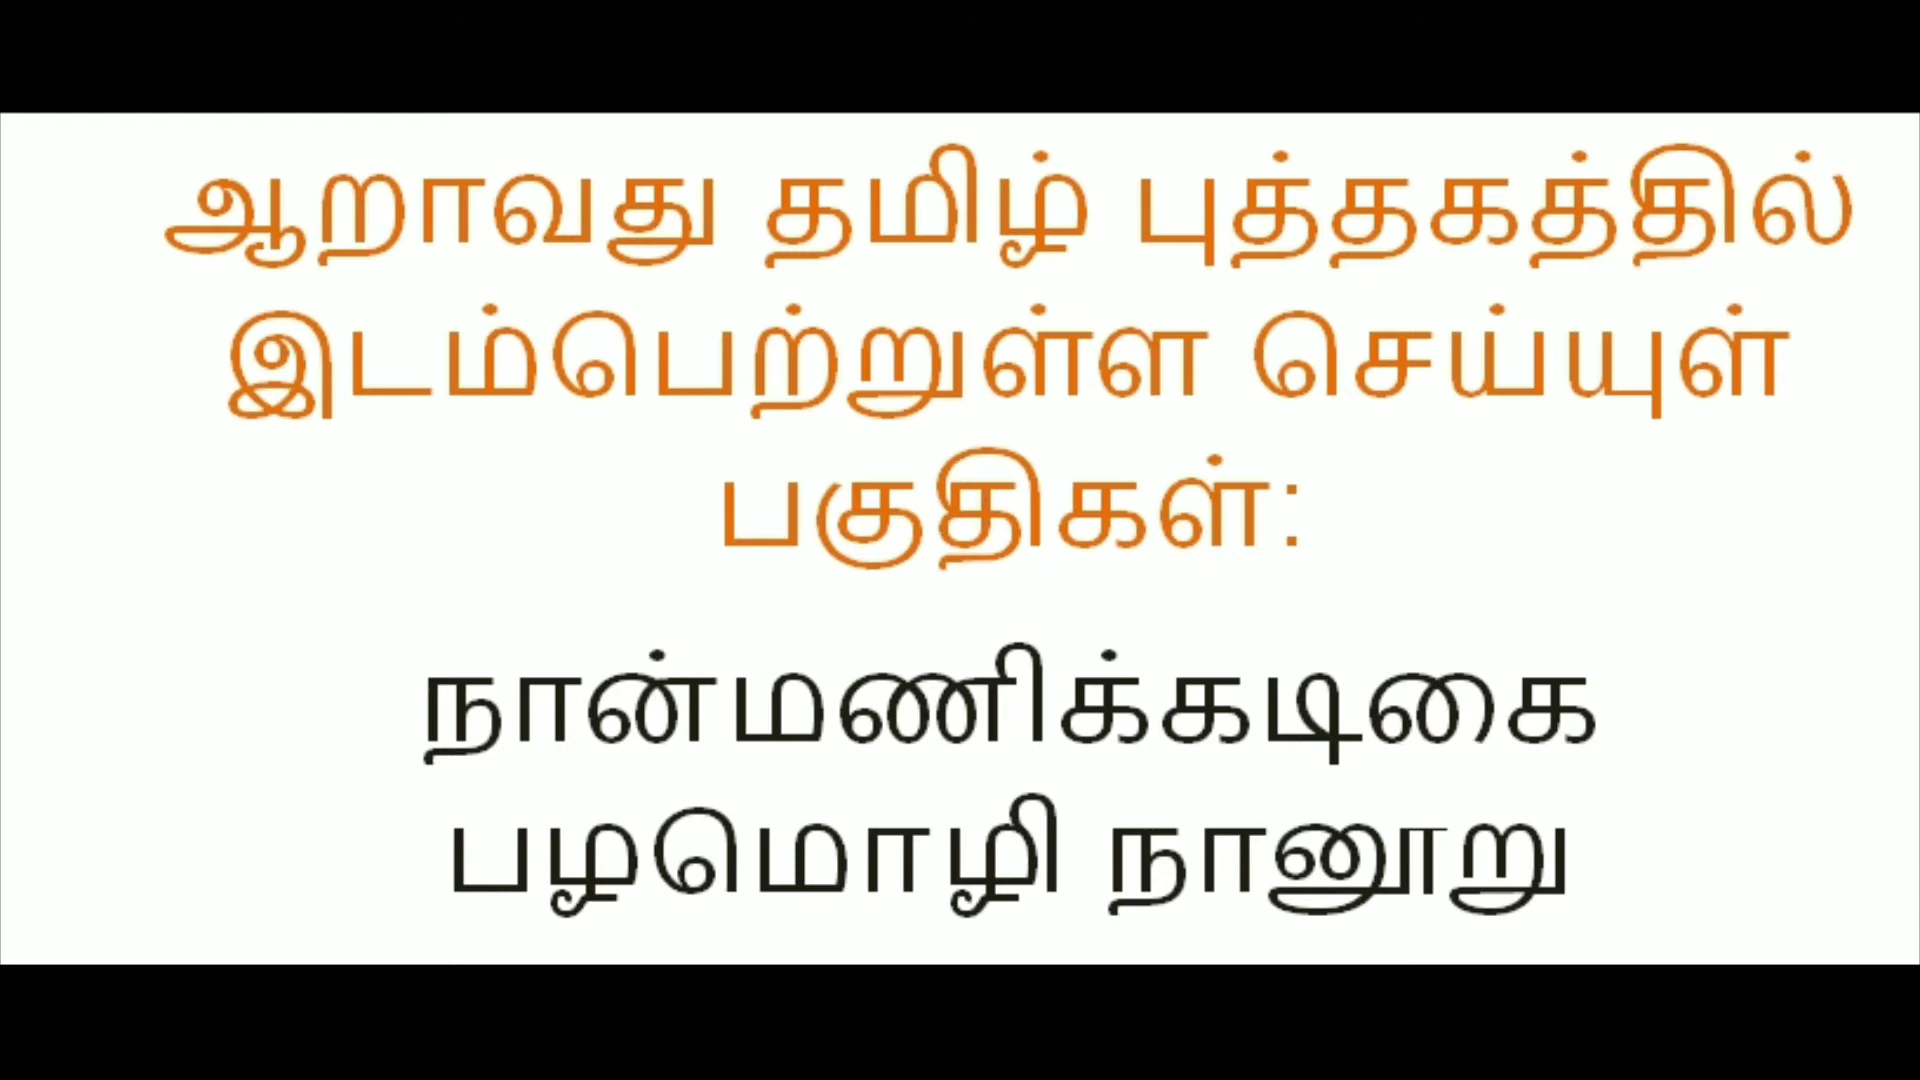 ஆறாவது தமிழ் புத்தகத்தில்
இடம்பெற்றுள்ள செய்யுள்
பகுதிகள்:
நான்மணிக்கடிகை
பழமொழி நானூறு